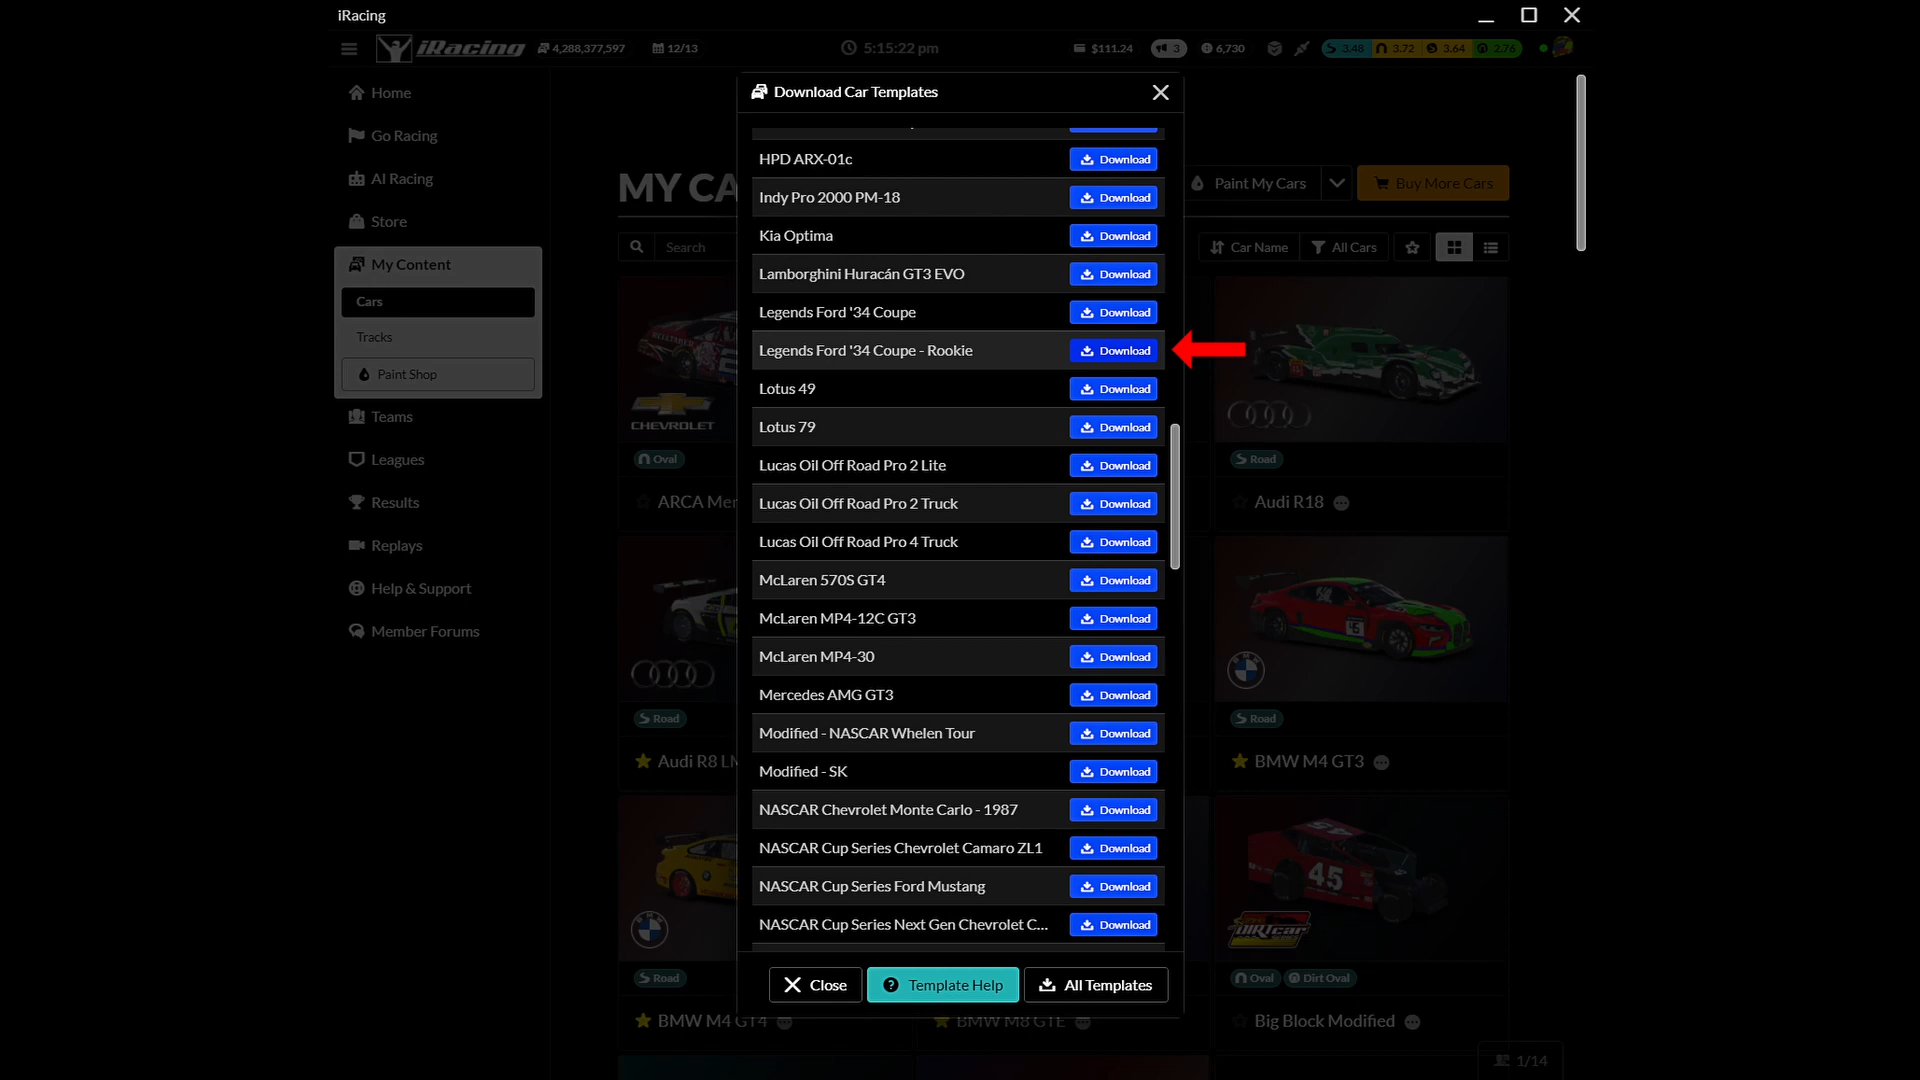 iRacing
iRacing 4,288,377,597 12/13 5:15:22 pm $111.24 3 6,730 3.48 3.72 3.64 2.76
Home
Go Racing
AI Racing
Store
My Content
Cars
Tracks
Paint Shop
Teams
Leagues
Results
Replays
Help & Support
Member Forums
MY CA
Search
Paint My Cars
Buy More Cars
Car Name
All Cars
CHEVROLET
Oval
ARCA Mer
Road
Audi R18
Road
Audi R8 LM
Road
BMW M4 GT3
Road
BMW M4 GT4
BMW M8 GTE
45
DIRTcar
Oval
Dirt Oval
Big Block Modified
1/14
Download Car Templates
HPD ARX-01c Download
Indy Pro 2000 PM-18 Download
Kia Optima Download
Lamborghini Huracán GT3 EVO Download
Legends Ford '34 Coupe Download
Legends Ford '34 Coupe - Rookie Download
Lotus 49 Download
Lotus 79 Download
Lucas Oil Off Road Pro 2 Lite Download
Lucas Oil Off Road Pro 2 Truck Download
Lucas Oil Off Road Pro 4 Truck Download
McLaren 570S GT4 Download
McLaren MP4-12C GT3 Download
McLaren MP4-30 Download
Mercedes AMG GT3 Download
Modified - NASCAR Whelen Tour Download
Modified - SK Download
NASCAR Chevrolet Monte Carlo - 1987 Download
NASCAR Cup Series Chevrolet Camaro ZL1 Download
NASCAR Cup Series Ford Mustang Download
NASCAR Cup Series Next Gen Chevrolet C... Download
Close
Template Help
All Templates